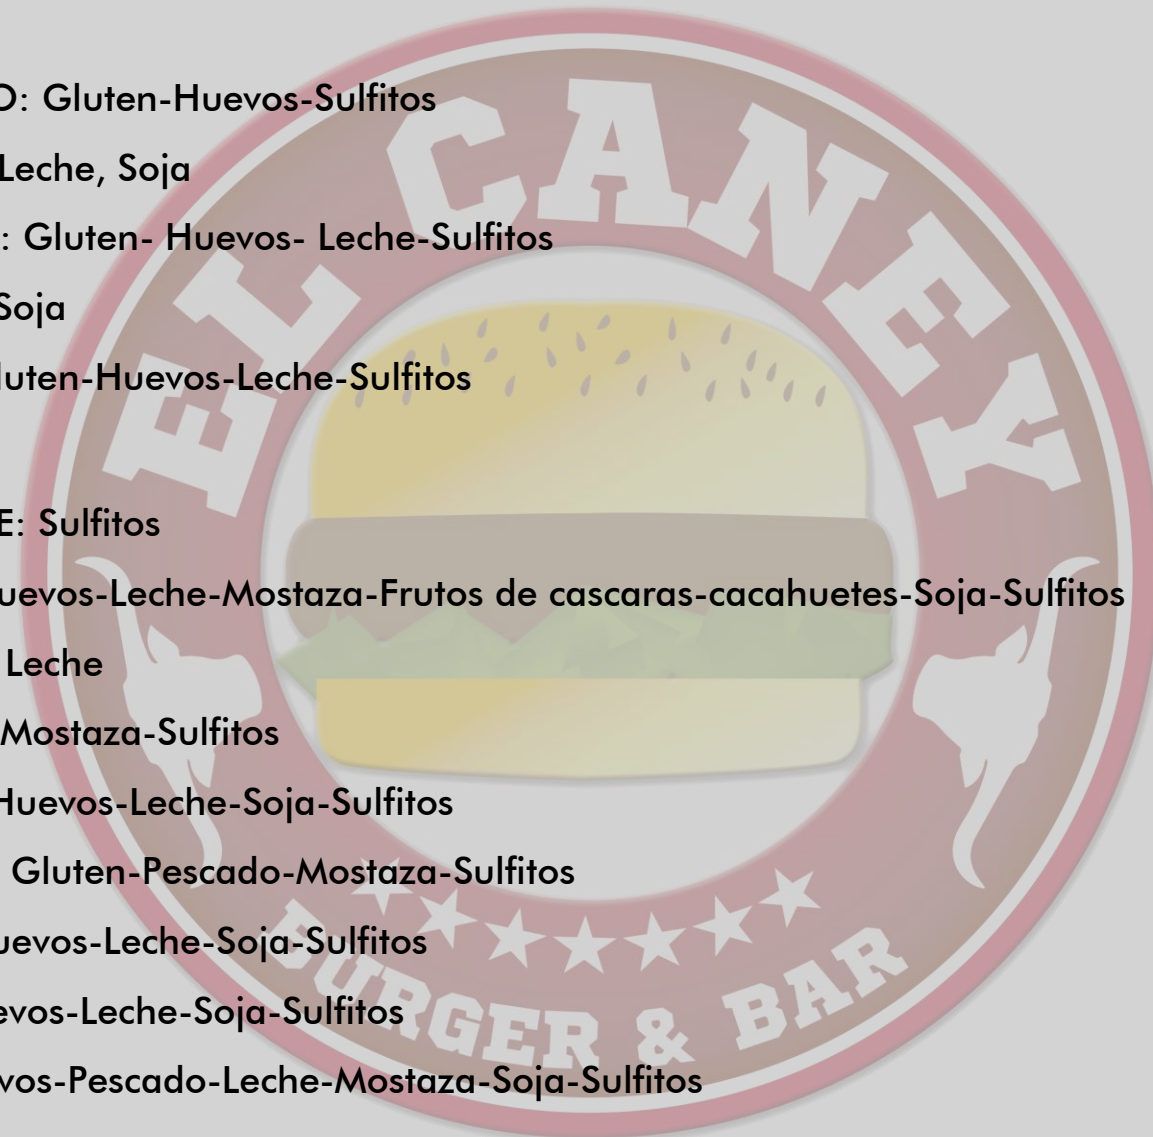 EL CANEY
O: Gluten-Huevos-Sulfitos
Leche, Soja
: Gluten- Huevos- Leche-Sulfitos
Soja
luten-Huevos-Leche-Sulfitos
E: Sulfitos
uevos-Leche-Mostaza-Frutos de cascaras-cacahuetes-Soja-Sulfitos
Leche
Mostaza-Sulfitos
Huevos-Leche-Soja-Sulfitos
Gluten-Pescado-Mostaza-Sulfitos
uevos-Leche-Soja-Sulfitos
evos-Leche-Soja-Sulfitos
vos-Pescado-Leche-Mostaza-Soja-Sulfitos
BURGER & BAR